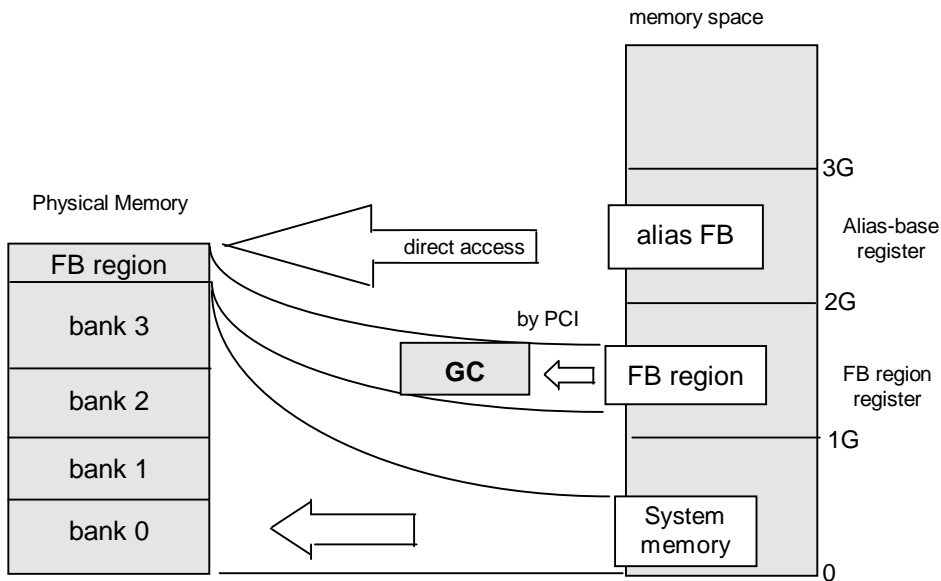 memory space
3G
Physical Memory
alias FB
Alias-base
register
direct access
FB region
2G
bank 3
by PCI
GC
FB region
FB region
register
bank 2
1G
bank 1
System
memory
bank 0
0